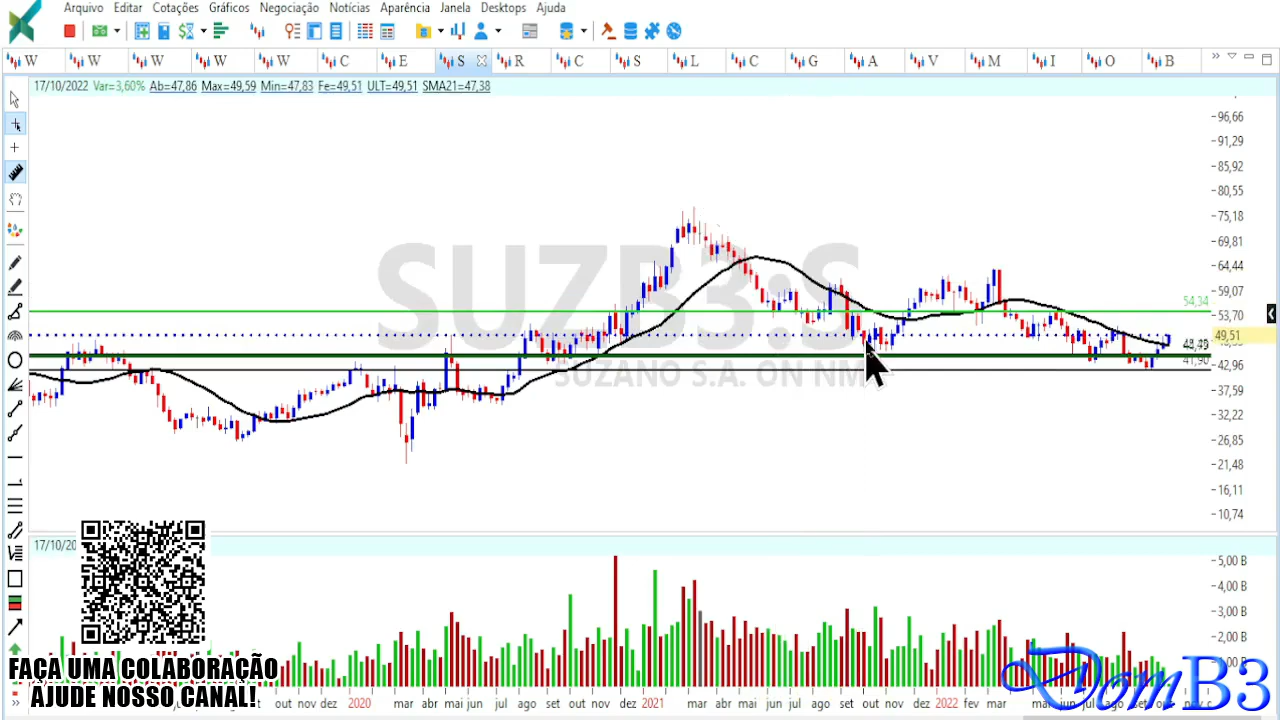 Arquivo Editar Cotações Gráficos Negociação Notícias Aparência Janela Desktops Ajuda
W W W W W C E S R C S L C G A V M I O B
17/10/2022 Var=3,60% Ab=47,86 Max=49,59 Min=47,83 Fe=49,51 ULT=49,51 SMA21=47,38
96,66
91,29
85,92
80,55
75,18
69,81
64,44
59,07
54,34
53,70
49,51
41,90
42,96
37,59
32,22
26,85
21,48
16,11
10,74
SUZB3:S
SUZANO S.A. ON NM
17/10/20
5,00 B
4,00 B
3,00 B
2,00 B
1,00 B
out nov dez 2020 mar abr mai jun ago set out nov dez 2021 mar abr mai jul ago set out nov dez 2022 fev mar mai jun jul ago set
FAÇA UMA COLABORAÇÃO
AJUDE NOSSO CANAL!
DomB3